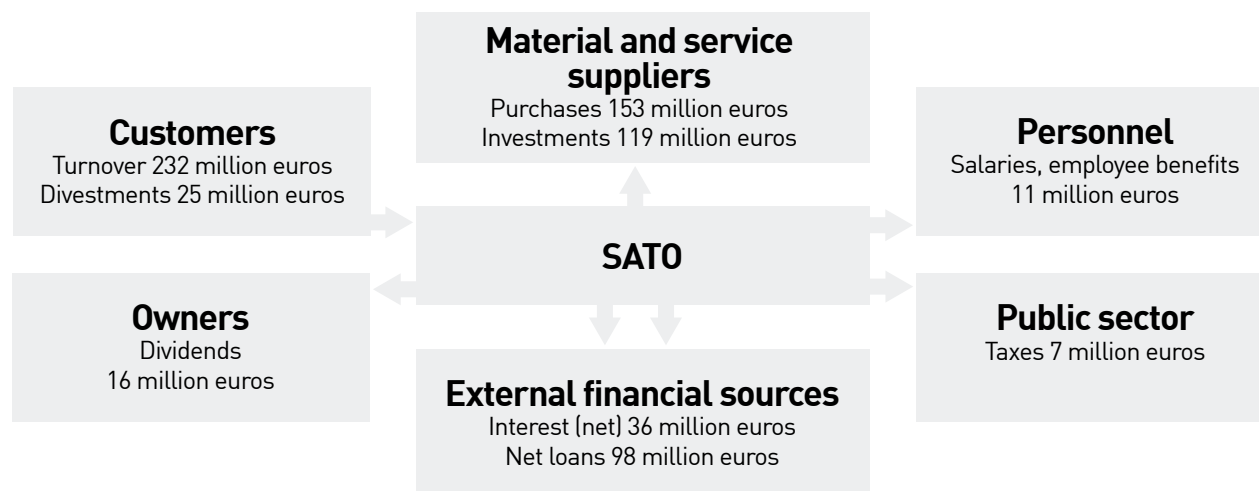 Material and service
suppliers
Purchases 153 million euros
Investments 119 million euros
Customers
Turnover 232 million euros
Divestments 25 million euros
Personnel
Salaries, employee benefits
11 million euros
SATO
Owners
Dividends
16 million euros
Public sector
Taxes 7 million euros
External financial sources
Interest (net) 36 million euros
Net loans 98 million euros